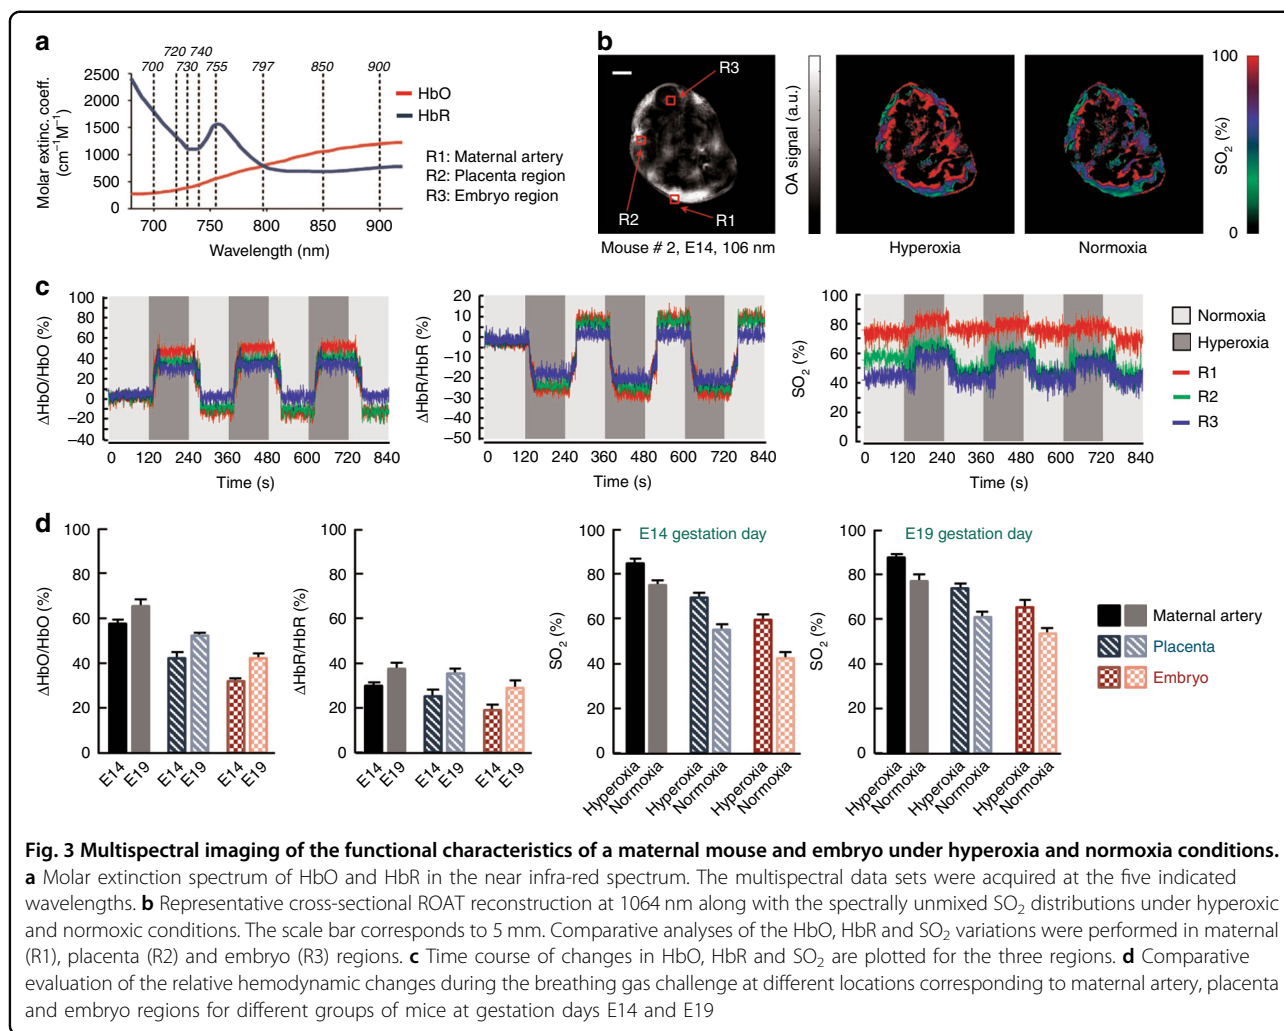 a
700 720 730 740 755 797 850 900
2500
2000
1500
1000
500
0
Molar extinc. coeff.
(cm⁻¹M⁻¹)
700 750 800 850 900
Wavelength (nm)
HbO
HbR
R1: Maternal artery
R2: Placenta region
R3: Embryo region
b
R3
R2
R1
Mouse # 2, E14, 106 nm
OA signal (a.u.)
Hyperoxia
Normoxia
100
SO₂ (%)
0
c
100
80
60
40
20
0
−20
−40
ΔHbO/HbO (%)
0 120 240 360 480 600 720 840
Time (s)
20
10
0
−10
−20
−30
−40
−50
ΔHbR/HbR (%)
0 120 240 360 480 600 720 840
Time (s)
100
80
60
40
20
0
SO₂ (%)
0 120 240 360 480 600 720 840
Time (s)
Normoxia
Hyperoxia
R1
R2
R3
d
100
80
60
40
20
0
ΔHbO/HbO (%)
E14 E19 E14 E19 E14 E19
100
80
60
40
20
0
ΔHbR/HbR (%)
E14 E19 E14 E19 E14 E19
E14 gestation day
100
80
60
40
20
0
SO₂ (%)
Hyperoxia Normoxia Hyperoxia Normoxia Hyperoxia Normoxia
E19 gestation day
100
80
60
40
20
0
SO₂ (%)
Hyperoxia Normoxia Hyperoxia Normoxia Hyperoxia Normoxia
Maternal artery
Placenta
Embryo
Fig. 3 Multispectral imaging of the functional characteristics of a maternal mouse and embryo under hyperoxia and normoxia conditions.
a Molar extinction spectrum of HbO and HbR in the near infra-red spectrum. The multispectral data sets were acquired at the five indicated
wavelengths. b Representative cross-sectional ROAT reconstruction at 1064 nm along with the spectrally unmixed SO₂ distributions under hyperoxic
and normoxic conditions. The scale bar corresponds to 5 mm. Comparative analyses of the HbO, HbR and SO₂ variations were performed in maternal
(R1), placenta (R2) and embryo (R3) regions. c Time course of changes in HbO, HbR and SO₂ are plotted for the three regions. d Comparative
evaluation of the relative hemodynamic changes during the breathing gas challenge at different locations corresponding to maternal artery, placenta
and embryo regions for different groups of mice at gestation days E14 and E19